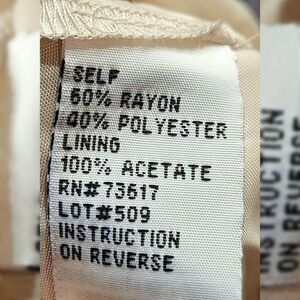 SELF
60% RAYON
40% POLYESTER
LINING
100% ACETATE
RN#73617
LOT#509
INSTRUCTION
ON REVERSE